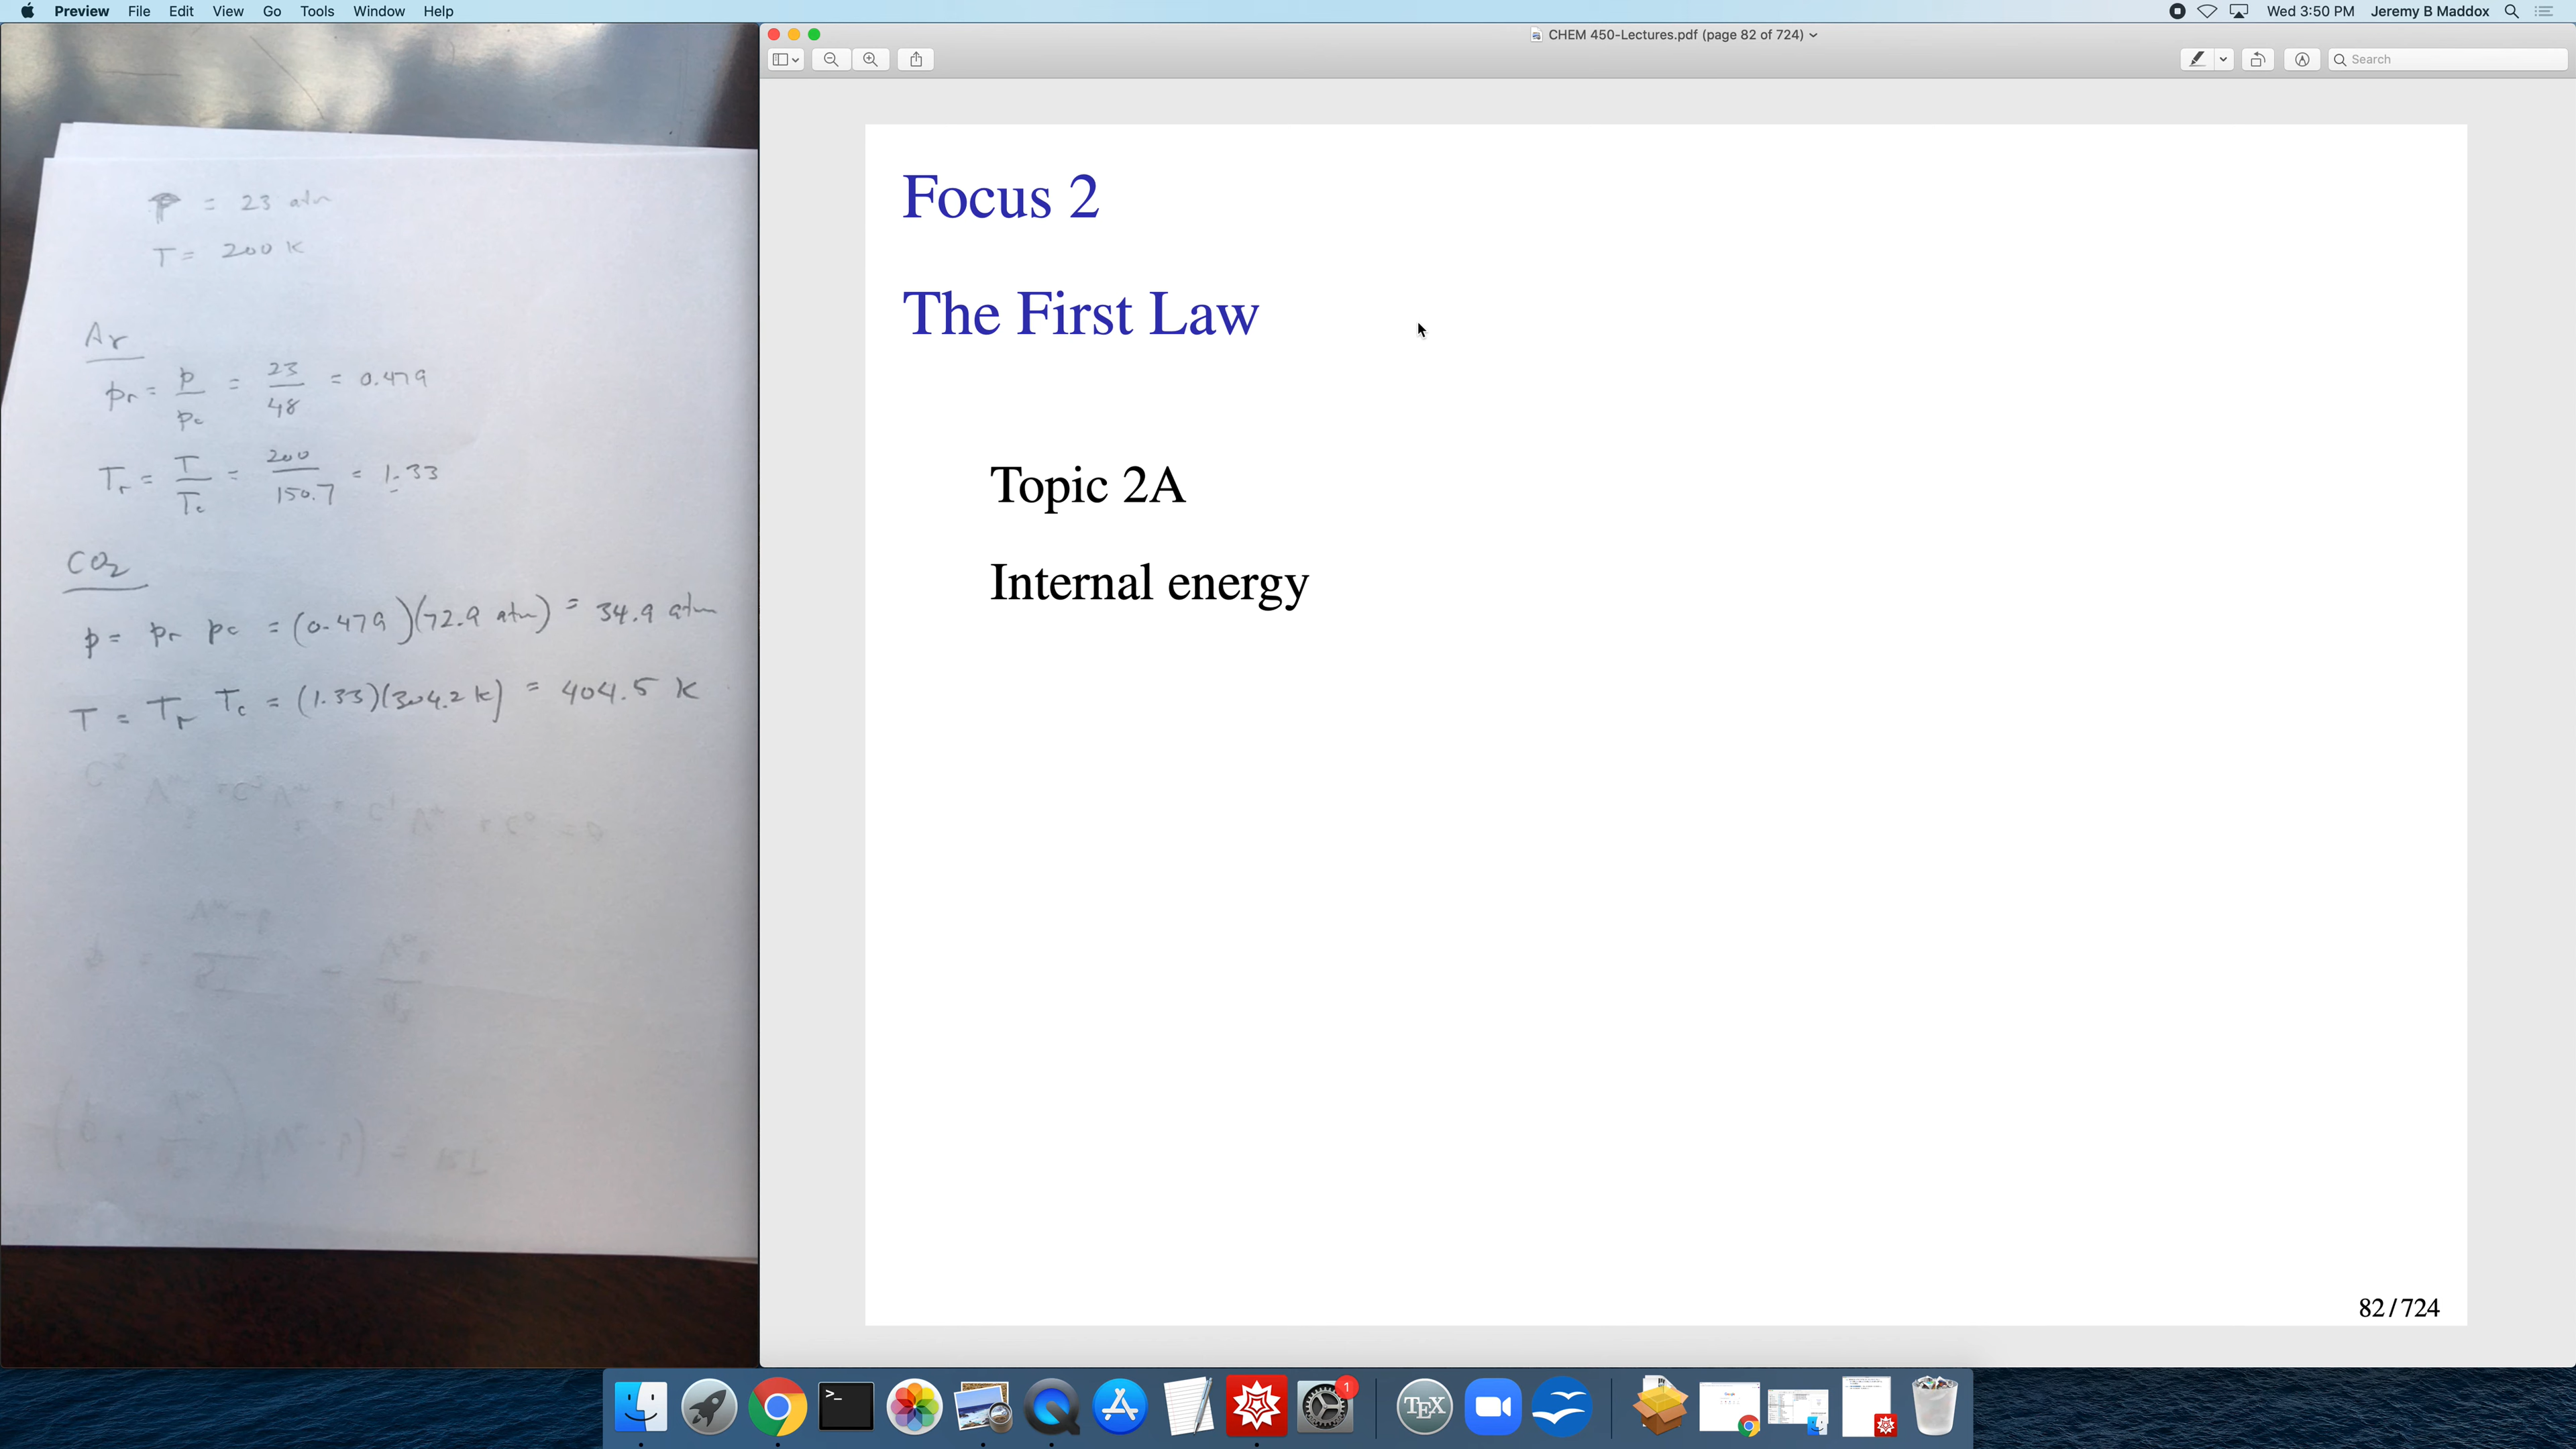 Preview File Edit View Go Tools Window Help
Wed 3:50 PM Jeremy B Maddox
CHEM 450-Lectures.pdf (page 82 of 724)
Search
p = 23 atm
T = 200 K
Ar
pr = p/pc = 23/48 = 0.479
Tr = T/Tc = 200/150.7 = 1.33
CO2
p = pr pc = (0.479)(72.9 atm) = 34.9 atm
T = Tr Tc = (1.33)(304.2 K) = 404.5 K
Focus 2
The First Law
Topic 2A
Internal energy
82/724
>_
1
TEX